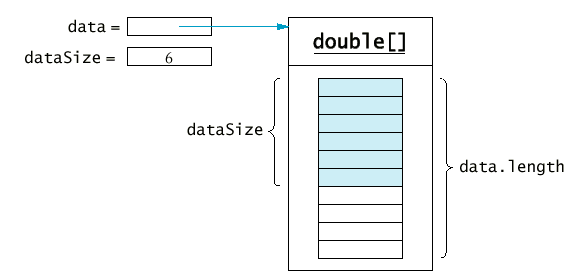 data =
double[]
dataSize = 6
dataSize
data.length